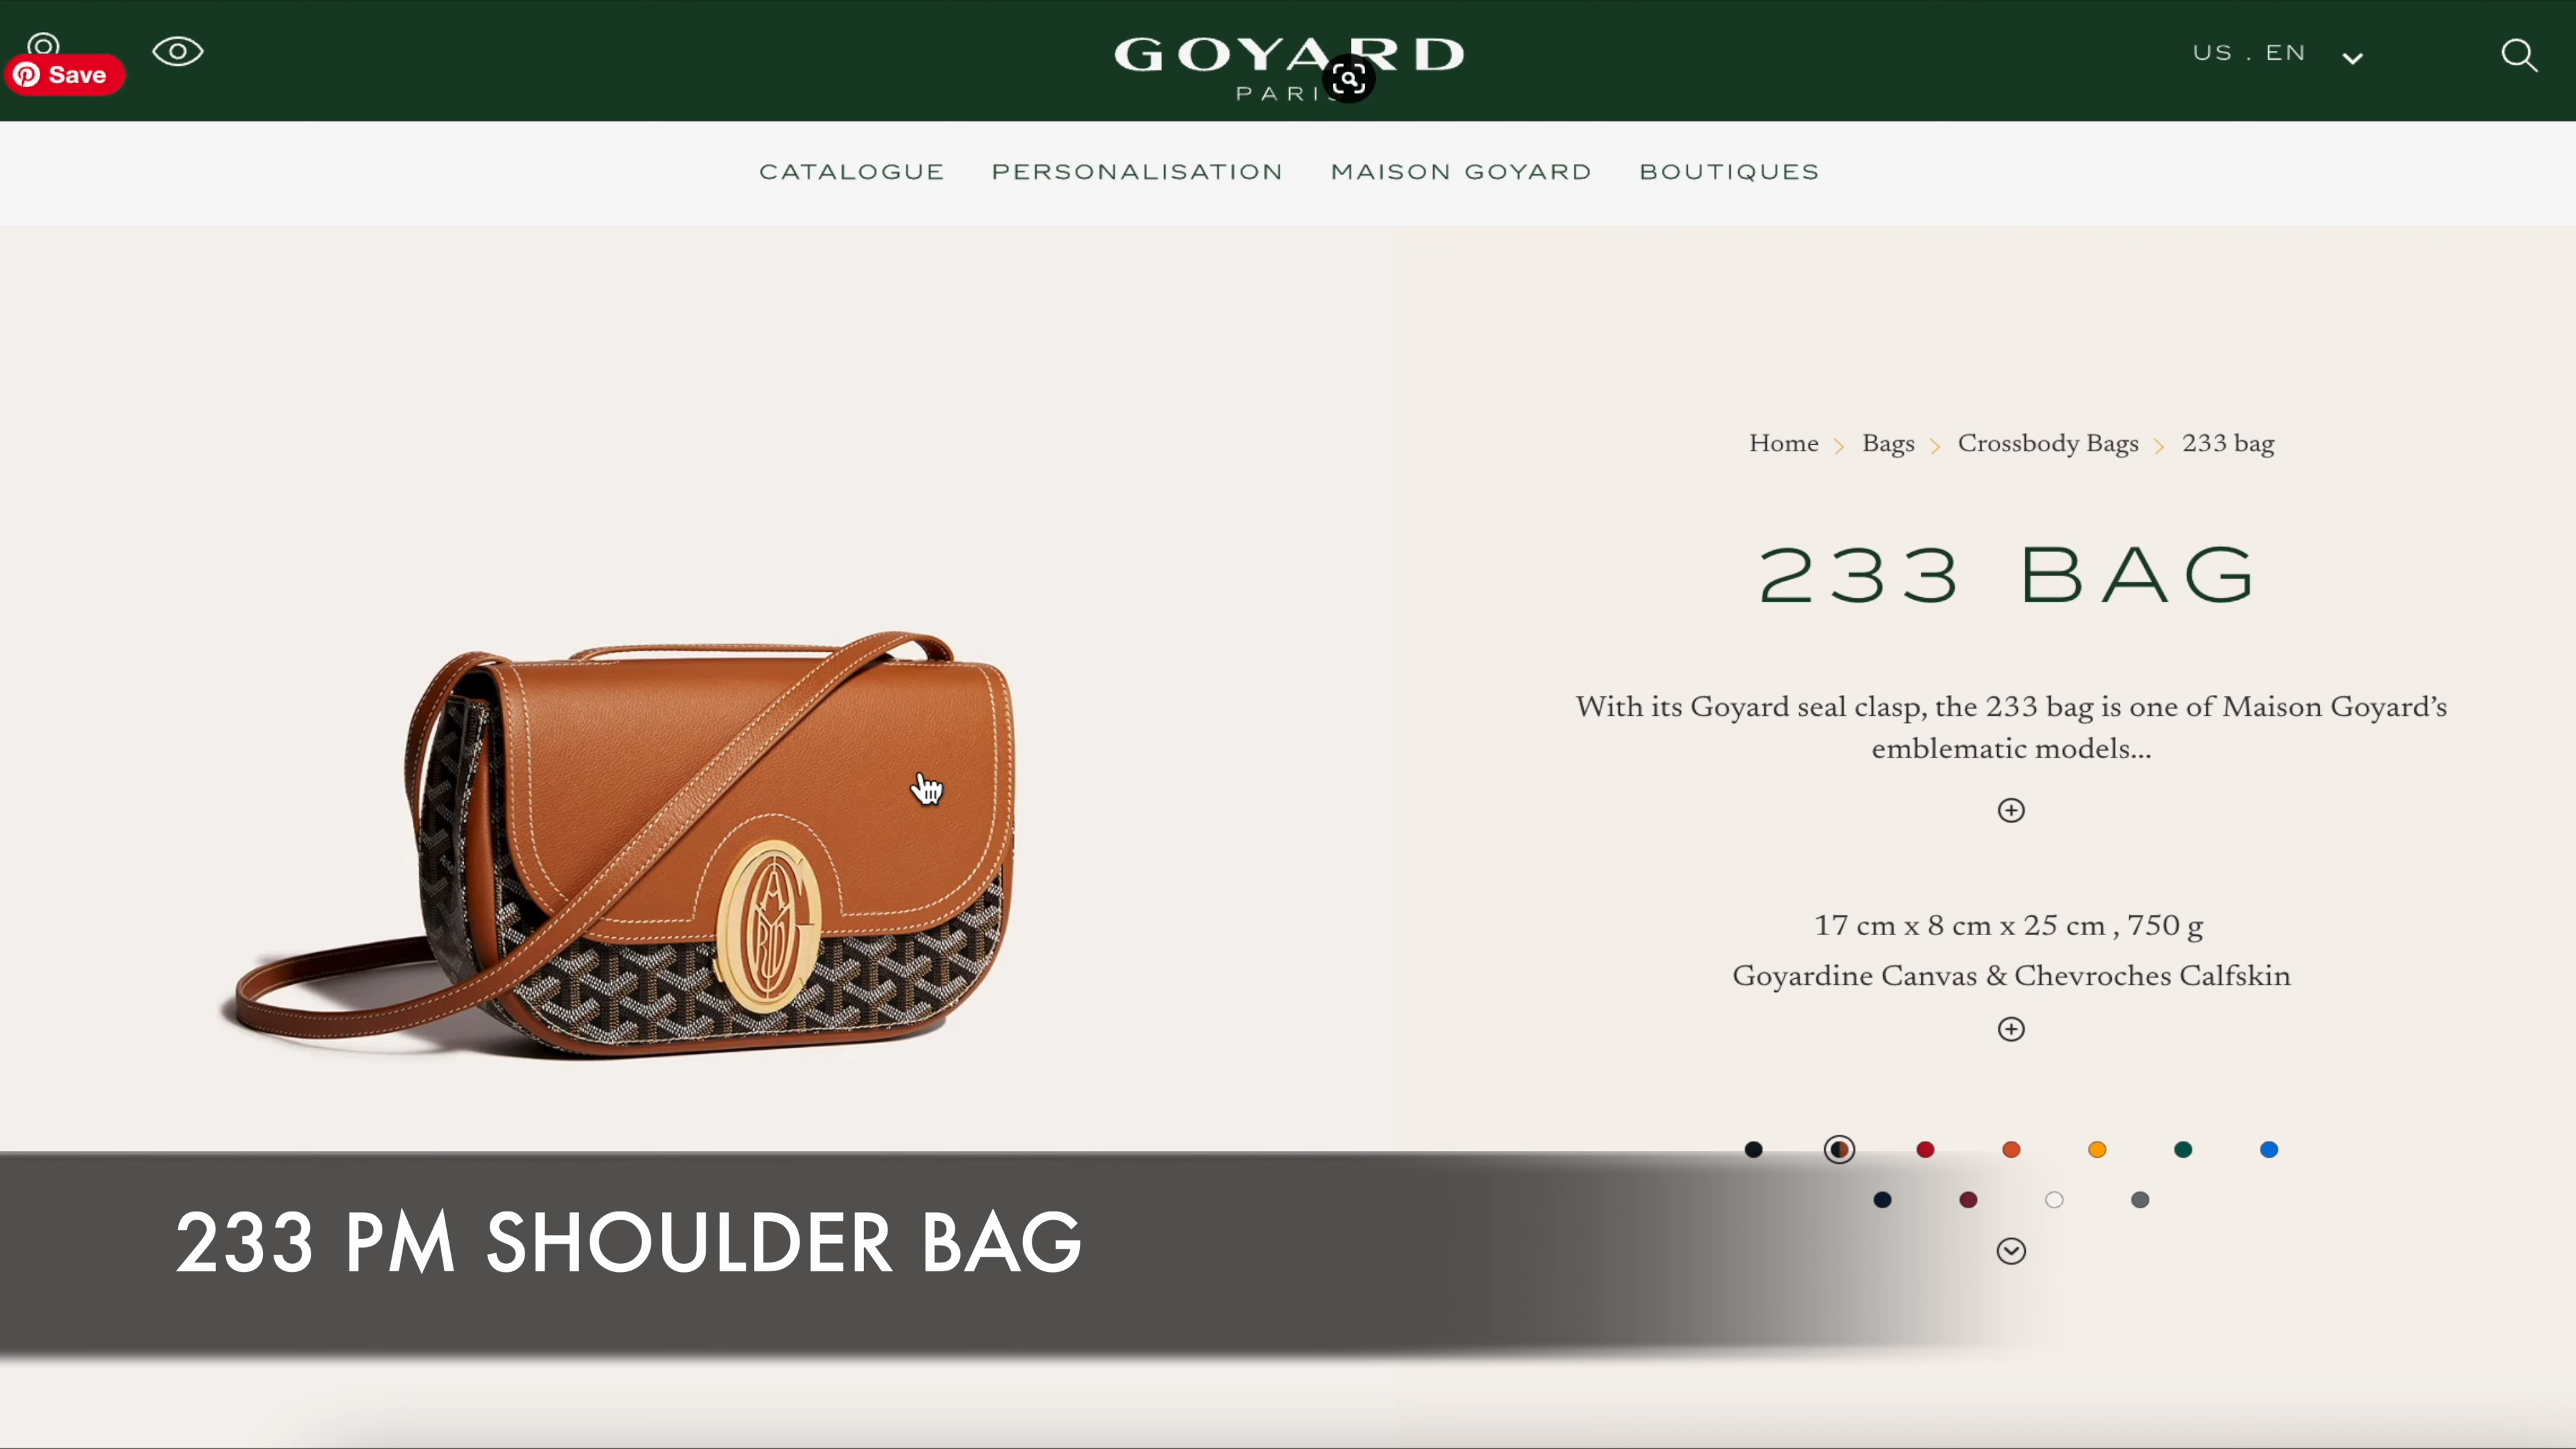 Save
GOYARD
PARIS
US . EN
CATALOGUE PERSONALISATION MAISON GOYARD BOUTIQUES
Home > Bags > Crossbody Bags > 233 bag
233 BAG
With its Goyard seal clasp, the 233 bag is one of Maison Goyard’s
emblematic models...
17 cm x 8 cm x 25 cm , 750 g
Goyardine Canvas & Chevroches Calfskin
GOYARD
233 PM SHOULDER BAG